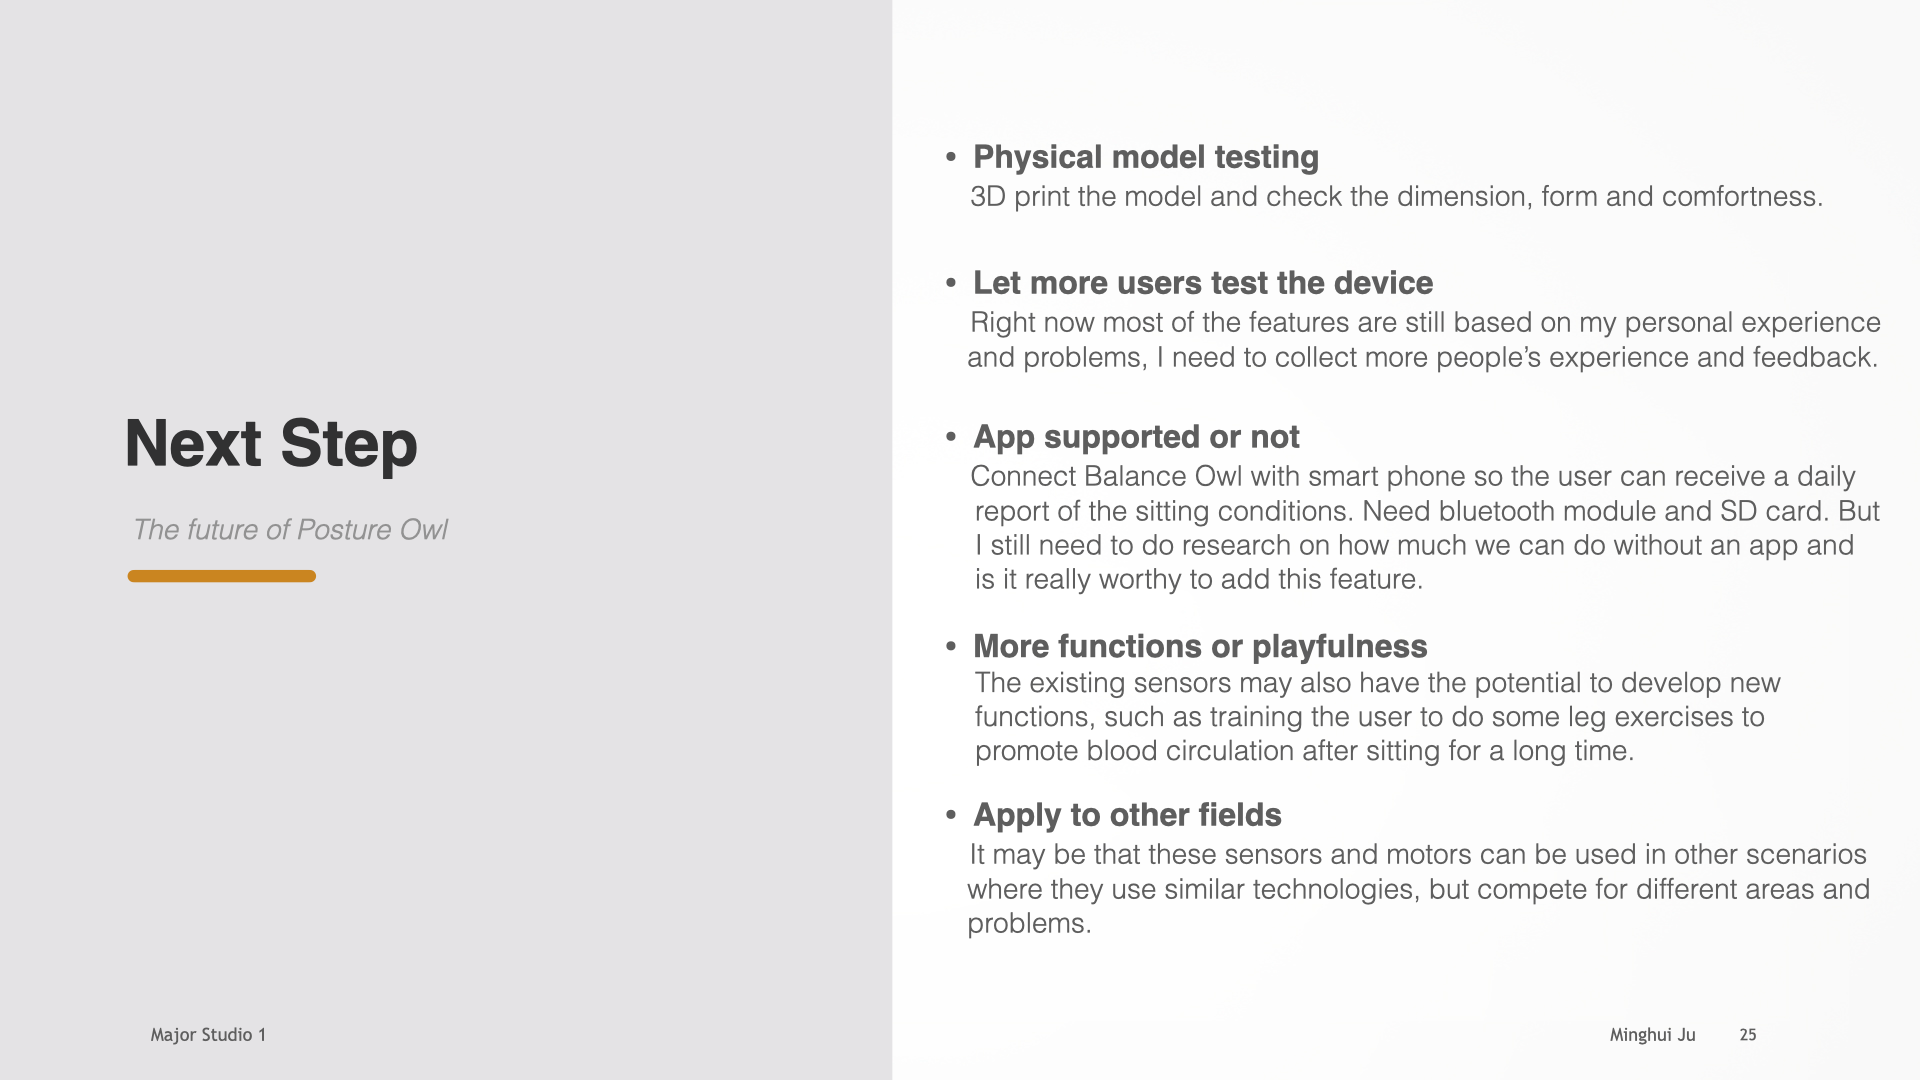 Next Step
The future of Posture Owl
• Physical model testing
3D print the model and check the dimension, form and comfortness.
• Let more users test the device
Right now most of the features are still based on my personal experience
and problems, I need to collect more people’s experience and feedback.
• App supported or not
Connect Balance Owl with smart phone so the user can receive a daily
report of the sitting conditions. Need bluetooth module and SD card. But
I still need to do research on how much we can do without an app and
is it really worthy to add this feature.
• More functions or playfulness
The existing sensors may also have the potential to develop new
functions, such as training the user to do some leg exercises to
promote blood circulation after sitting for a long time.
• Apply to other fields
It may be that these sensors and motors can be used in other scenarios
where they use similar technologies, but compete for different areas and
problems.
Major Studio 1
Minghui Ju 25